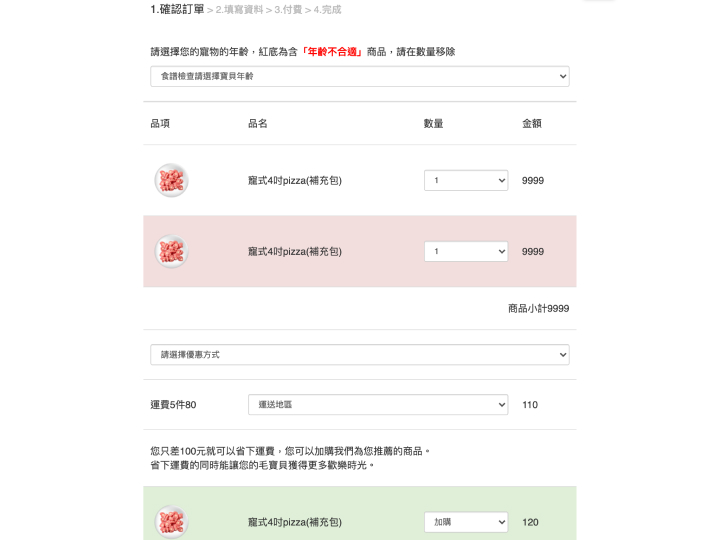 1.確認訂單 > 2.填寫資料 > 3.付費 > 4.完成
請選擇您的寵物的年齡，紅底為含「年齡不合適」商品，請在數量移除
食譜檢查請選擇寶貝年齡
品項 品名 數量 金額
寵式4吋pizza(補充包) 1 9999
寵式4吋pizza(補充包) 1 9999
商品小計9999
請選擇優惠方式
運費5件80 運送地區 110
您只差100元就可以省下運費，您可以加購我們為您推薦的商品。
省下運費的同時能讓您的毛寶貝獲得更多歡樂時光。
寵式4吋pizza(補充包) 加購 120